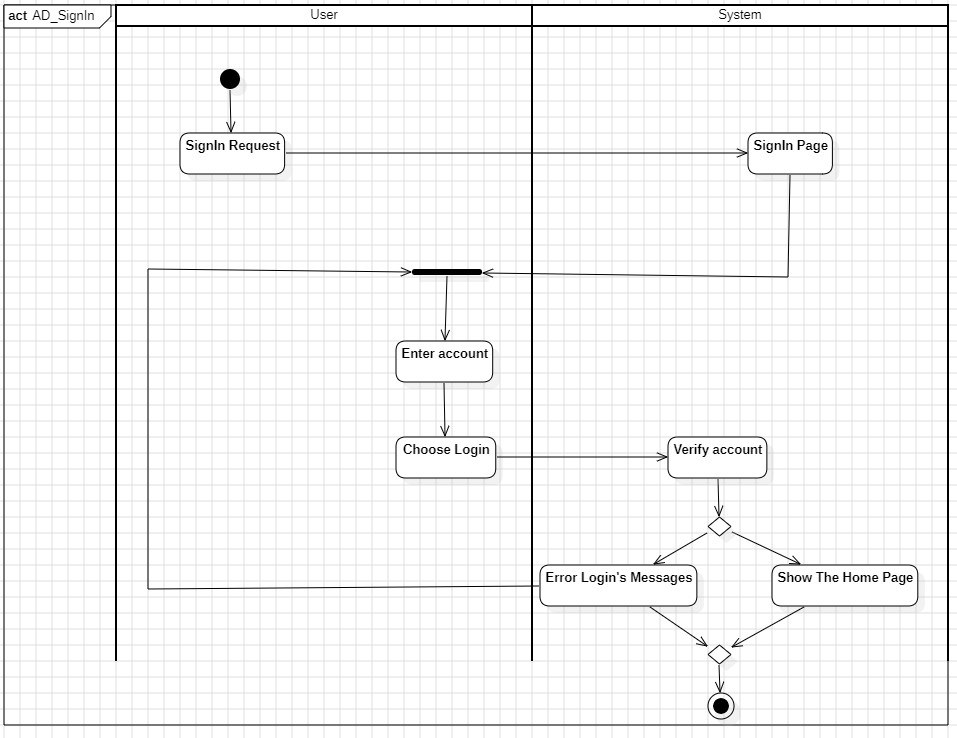 act AD_SignIn
User
System
SignIn Request
SignIn Page
Enter account
Choose Login
Verify account
Error Login's Messages
Show The Home Page